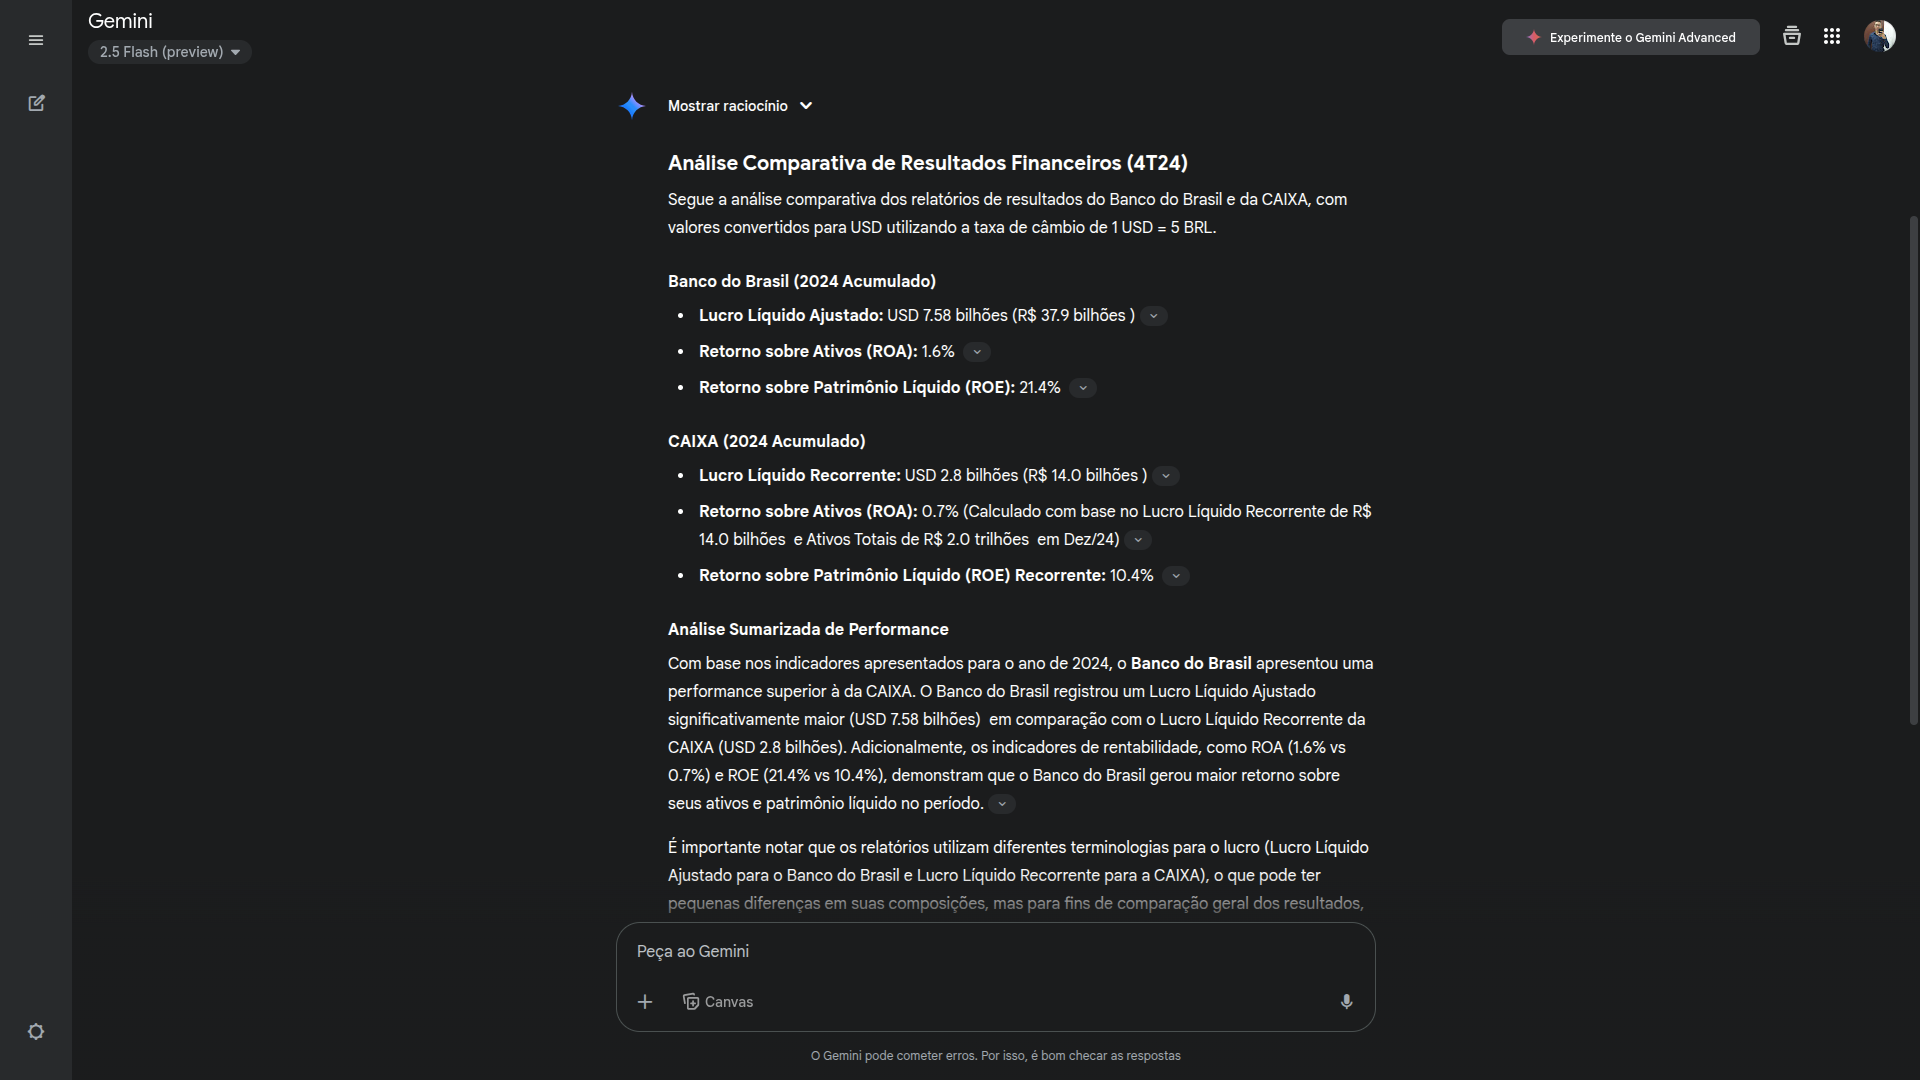 Gemini
2.5 Flash (preview)
Experimente o Gemini Advanced
Mostrar raciocínio
Análise Comparativa de Resultados Financeiros (4T24)
Segue a análise comparativa dos relatórios de resultados do Banco do Brasil e da CAIXA, com
valores convertidos para USD utilizando a taxa de câmbio de 1 USD = 5 BRL.
Banco do Brasil (2024 Acumulado)
• Lucro Líquido Ajustado: USD 7.58 bilhões (R$ 37.9 bilhões )
• Retorno sobre Ativos (ROA): 1.6%
• Retorno sobre Patrimônio Líquido (ROE): 21.4%
CAIXA (2024 Acumulado)
• Lucro Líquido Recorrente: USD 2.8 bilhões (R$ 14.0 bilhões )
• Retorno sobre Ativos (ROA): 0.7% (Calculado com base no Lucro Líquido Recorrente de R$
14.0 bilhões  e Ativos Totais de R$ 2.0 trilhões  em Dez/24)
• Retorno sobre Patrimônio Líquido (ROE) Recorrente: 10.4%
Análise Sumarizada de Performance
Com base nos indicadores apresentados para o ano de 2024, o Banco do Brasil apresentou uma
performance superior à da CAIXA. O Banco do Brasil registrou um Lucro Líquido Ajustado
significativamente maior (USD 7.58 bilhões)  em comparação com o Lucro Líquido Recorrente da
CAIXA (USD 2.8 bilhões). Adicionalmente, os indicadores de rentabilidade, como ROA (1.6% vs
0.7%) e ROE (21.4% vs 10.4%), demonstram que o Banco do Brasil gerou maior retorno sobre
seus ativos e patrimônio líquido no período.
É importante notar que os relatórios utilizam diferentes terminologias para o lucro (Lucro Líquido
Ajustado para o Banco do Brasil e Lucro Líquido Recorrente para a CAIXA), o que pode ter
pequenas diferenças em suas composições, mas para fins de comparação geral dos resultados,
Peça ao Gemini
Canvas
O Gemini pode cometer erros. Por isso, é bom checar as respostas